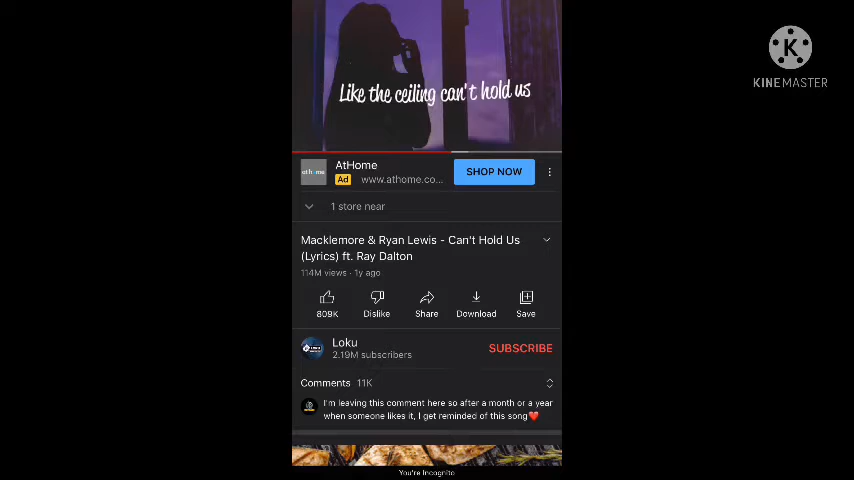 Like the ceiling can't hold us
KINEMASTER
at home
AtHome
SHOP NOW
Ad www.athome.co...
1 store near
Macklemore & Ryan Lewis - Can't Hold Us
(Lyrics) ft. Ray Dalton
114M views · 1y ago
809K
Dislike
Share
Download
Save
Loku
2.19M subscribers
SUBSCRIBE
Comments 11K
I'm leaving this comment here so after a month or a year
when someone likes it, I get reminded of this song❤️
You're Incognito